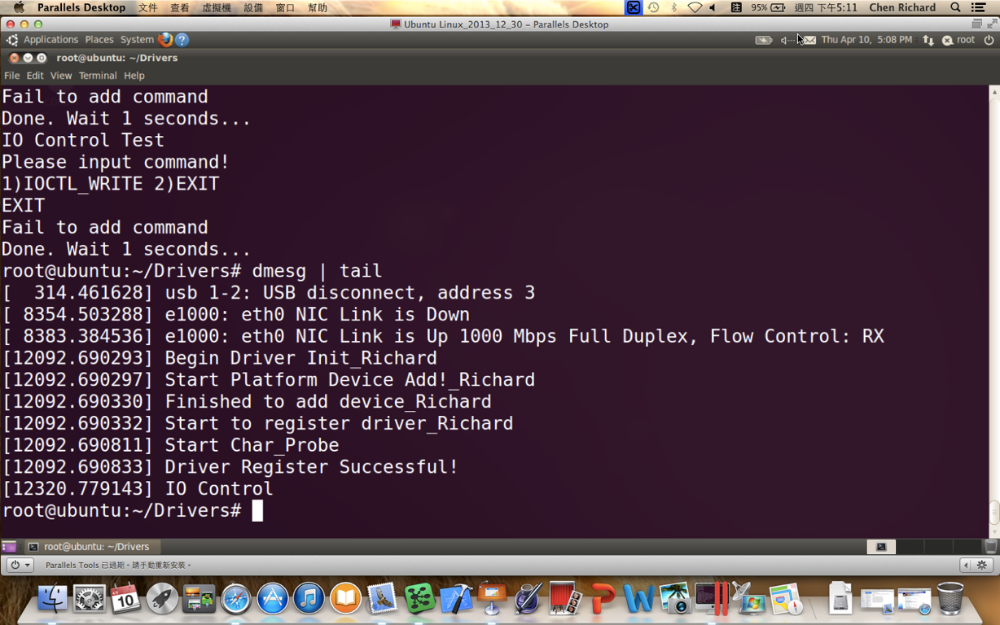 Parallels Desktop 文件 查看 虛擬機 設備 窗口 幫助 95% 週四 下午5:11 Chen Richard
Ubuntu Linux_2013_12_30 – Parallels Desktop
Applications Places System ? Thu Apr 10, 5:08 PM root
root@ubuntu: ~/Drivers
File Edit View Terminal Help
Fail to add command
Done. Wait 1 seconds...
IO Control Test
Please input command!
1)IOCTL_WRITE 2)EXIT
EXIT
Fail to add command
Done. Wait 1 seconds...
root@ubuntu:~/Drivers# dmesg | tail
[  314.461628] usb 1-2: USB disconnect, address 3
[ 8354.503288] e1000: eth0 NIC Link is Down
[ 8383.384536] e1000: eth0 NIC Link is Up 1000 Mbps Full Duplex, Flow Control: RX
[12092.690293] Begin Driver Init_Richard
[12092.690297] Start Platform Device Add!_Richard
[12092.690330] Finished to add device_Richard
[12092.690332] Start to register driver_Richard
[12092.690811] Start Char_Probe
[12092.690833] Driver Register Successful!
[12320.779143] IO Control
root@ubuntu:~/Drivers#
root@ubuntu: ~/Drivers
Parallels Tools 已過期。請手動重新安裝。
10